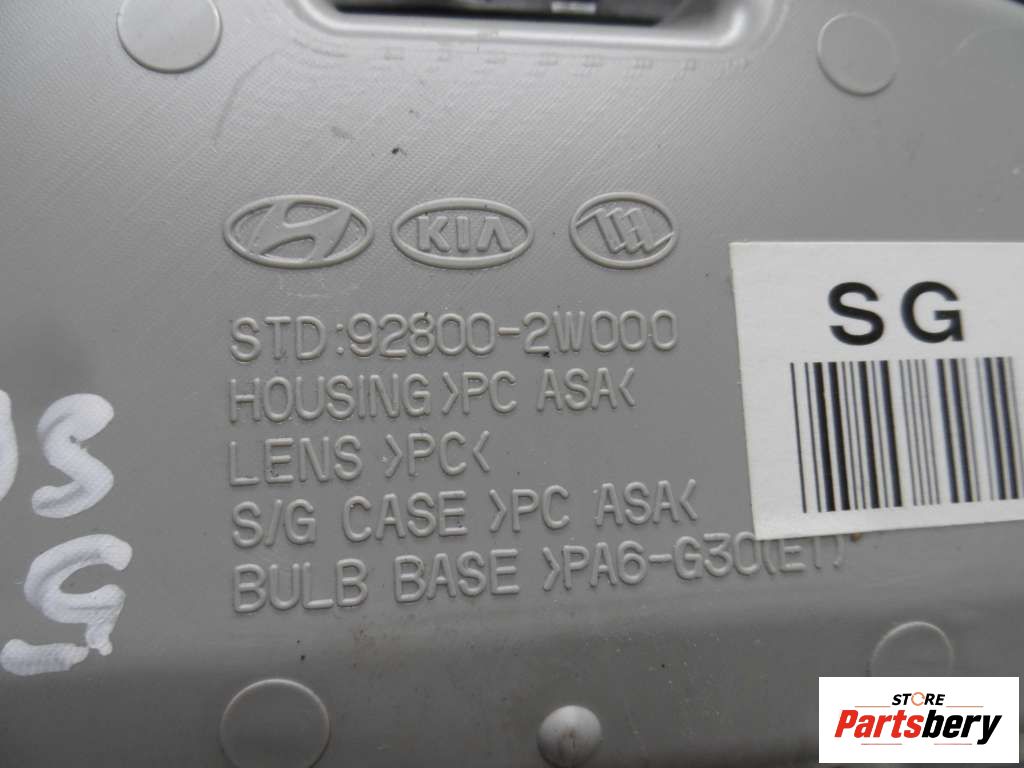 KIA
STD:92800-2W000
HOUSING >PC ASA<
LENS >PC<
S/G CASE >PC ASA<
BULB BASE >PA6-G30(E1)
SG
STORE
Partsbery